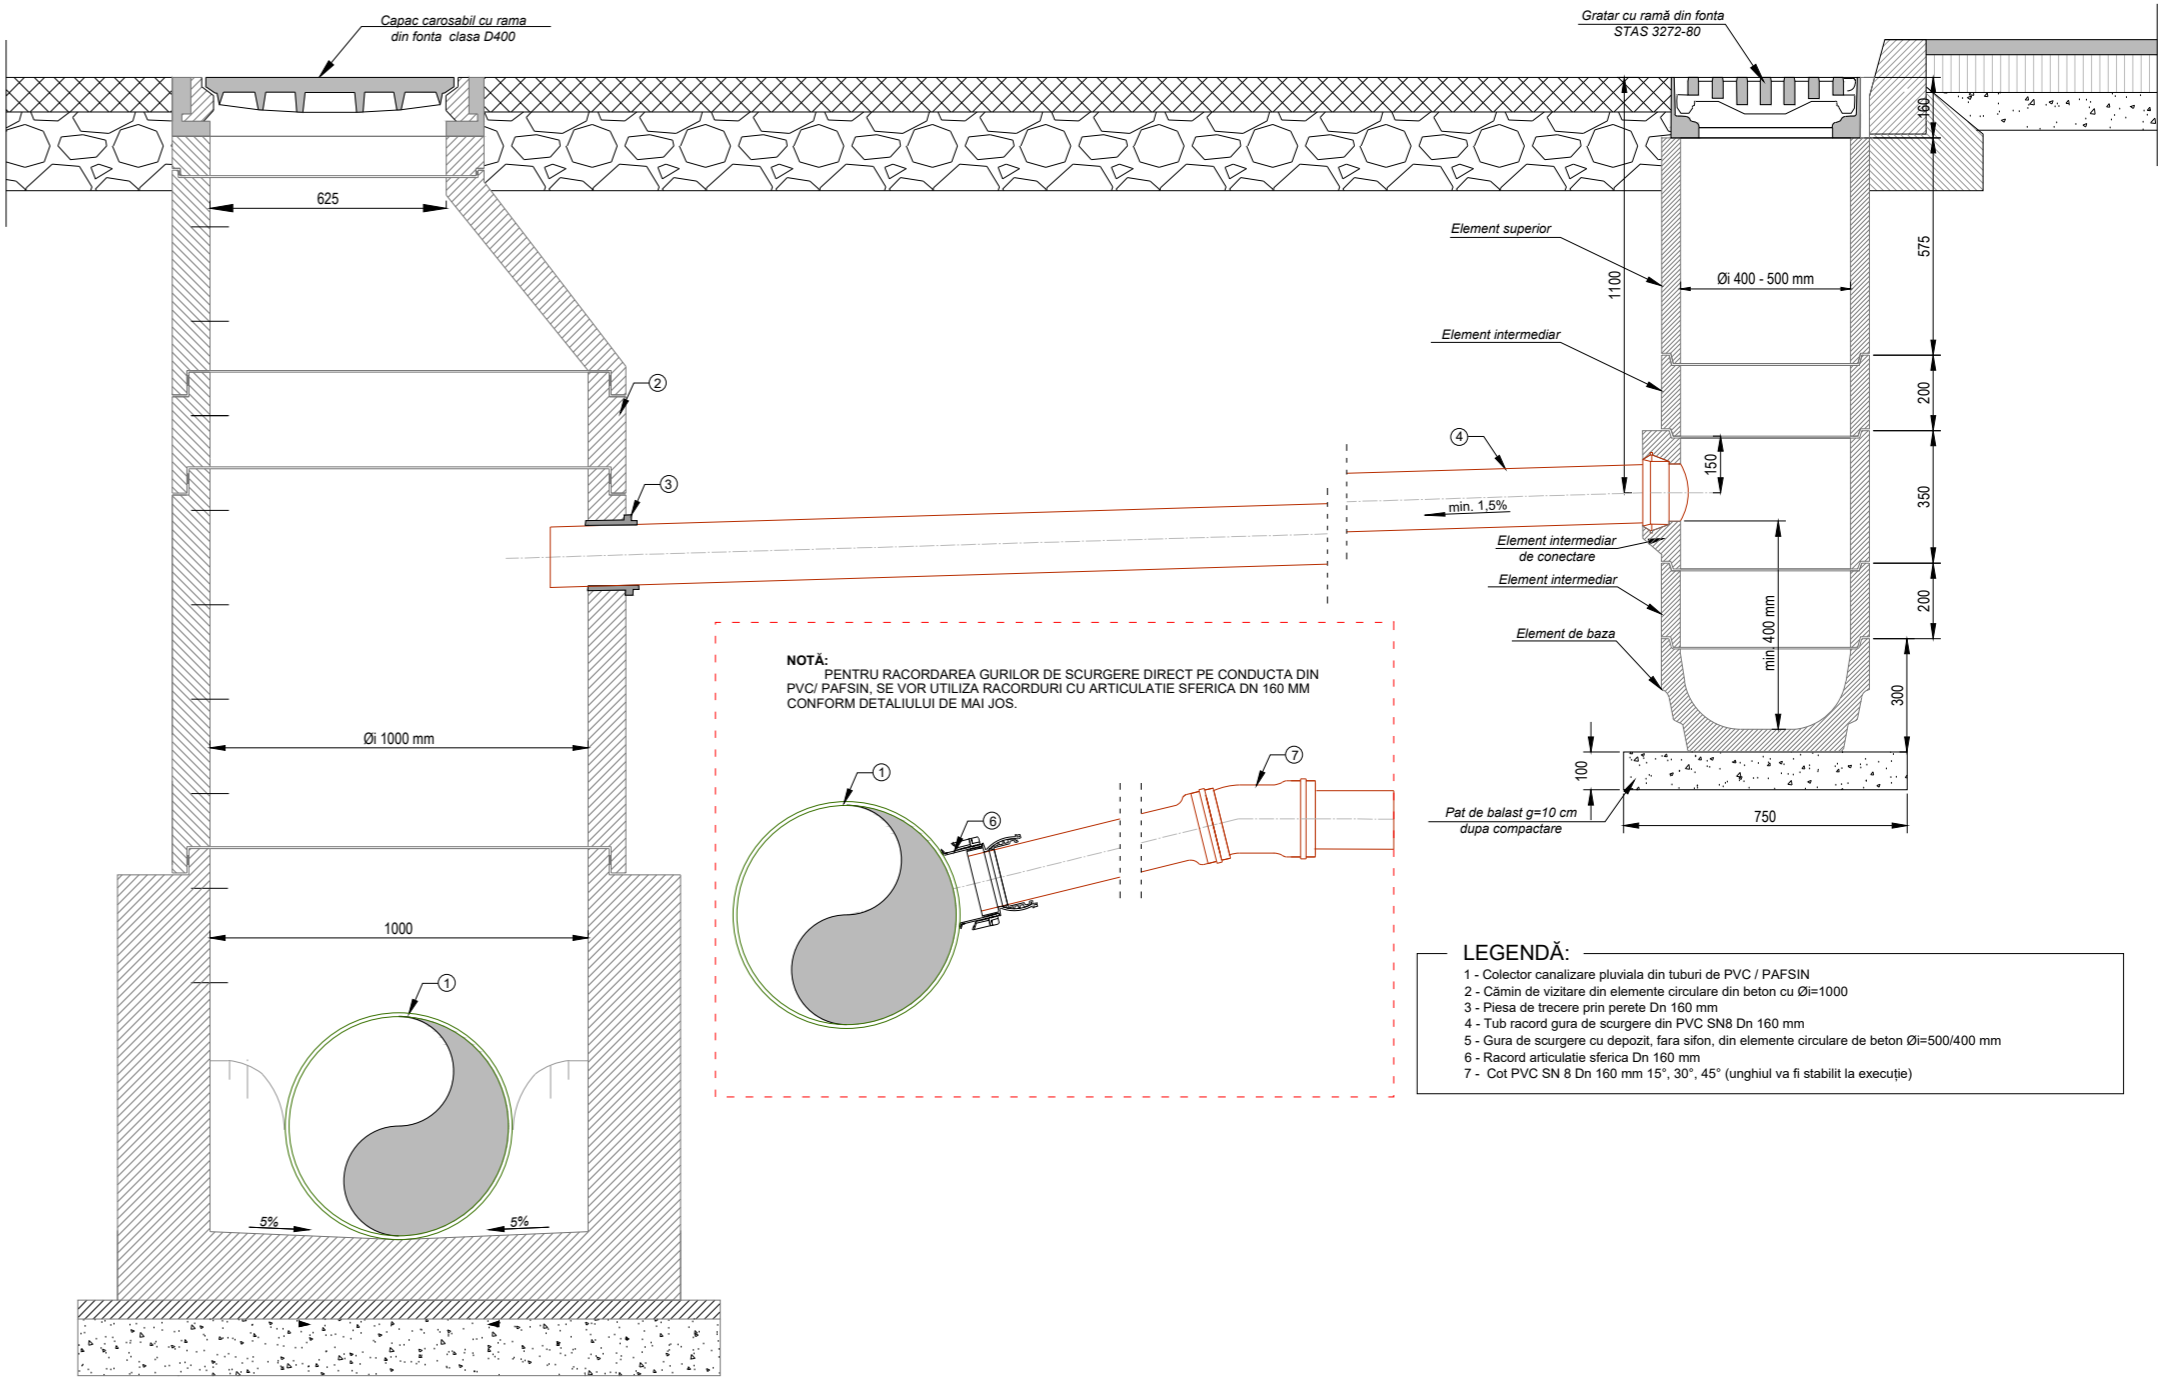 Capac carosabil cu rama
din fonta clasa D400
Gratar cu ramă din fonta
STAS 3272-80
160
625
Element superior
575
1100
Øi 400 - 500 mm
Element intermediar
2
200
4
150
3
350
min. 1,5%
Element intermediar
de conectare
Element intermediar
200
min. 400 mm
Element de baza
300
NOTĂ:
PENTRU RACORDAREA GURILOR DE SCURGERE DIRECT PE CONDUCTA DIN
PVC/ PAFSIN, SE VOR UTILIZA RACORDURI CU ARTICULATIE SFERICA DN 160 MM
CONFORM DETALIULUI DE MAI JOS.
Øi 1000 mm
7
1
100
6
Pat de balast g=10 cm
dupa compactare
750
1000
1
LEGENDĂ:
1 - Colector canalizare pluviala din tuburi de PVC / PAFSIN
2 - Cămin de vizitare din elemente circulare din beton cu Øi=1000
3 - Piesa de trecere prin perete Dn 160 mm
4 - Tub racord gura de scurgere din PVC SN8 Dn 160 mm
5 - Gura de scurgere cu depozit, fara sifon, din elemente circulare de beton Øi=500/400 mm
6 - Racord articulatie sferica Dn 160 mm
7 - Cot PVC SN 8 Dn 160 mm 15°, 30°, 45° (unghiul va fi stabilit la execuție)
5%
5%